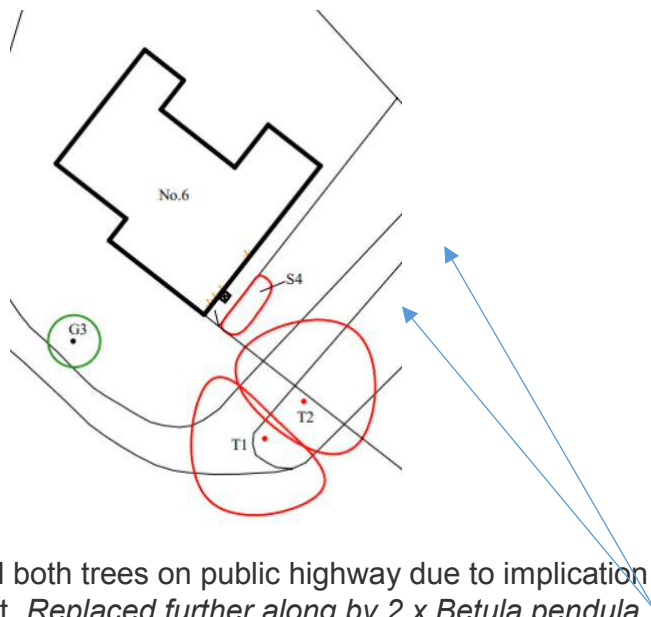 No.6
S4
G3
T2
T1
both trees on public highway due to implication
Replaced further along by 2 x Betula pendula